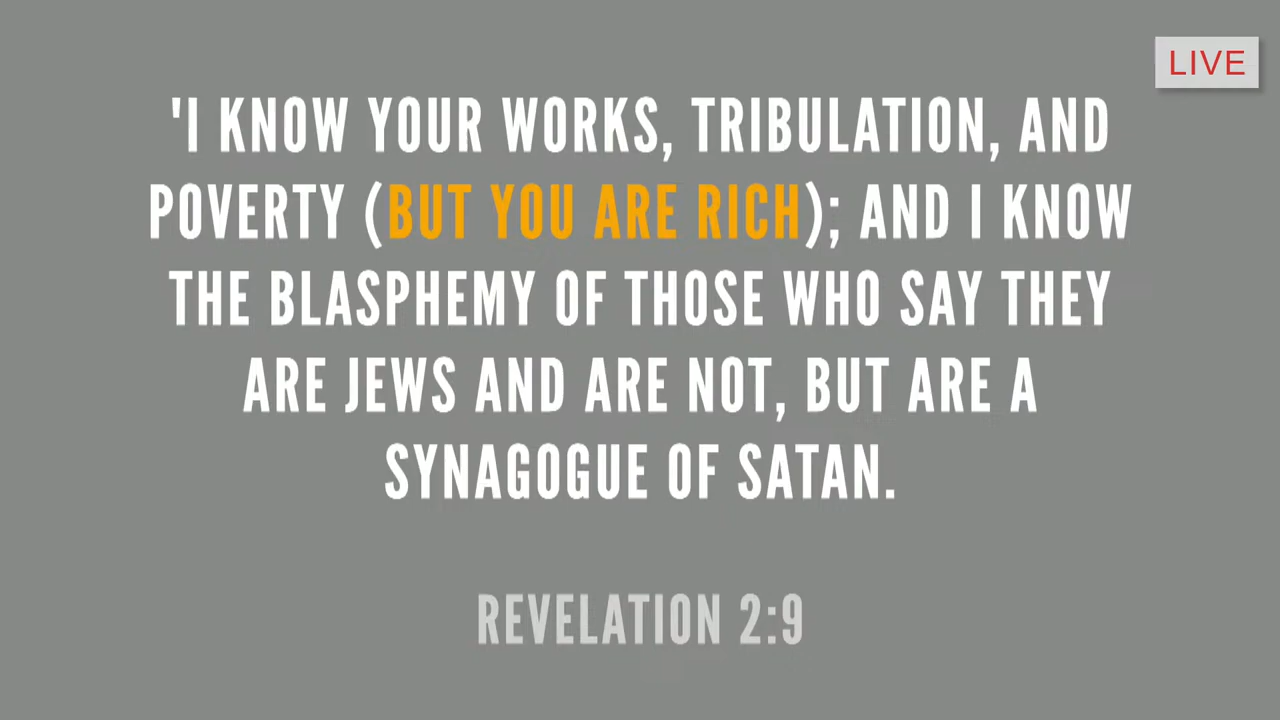 LIVE
'I KNOW YOUR WORKS, TRIBULATION, AND
POVERTY (BUT YOU ARE RICH); AND I KNOW
THE BLASPHEMY OF THOSE WHO SAY THEY
ARE JEWS AND ARE NOT, BUT ARE A
SYNAGOGUE OF SATAN.
REVELATION 2:9